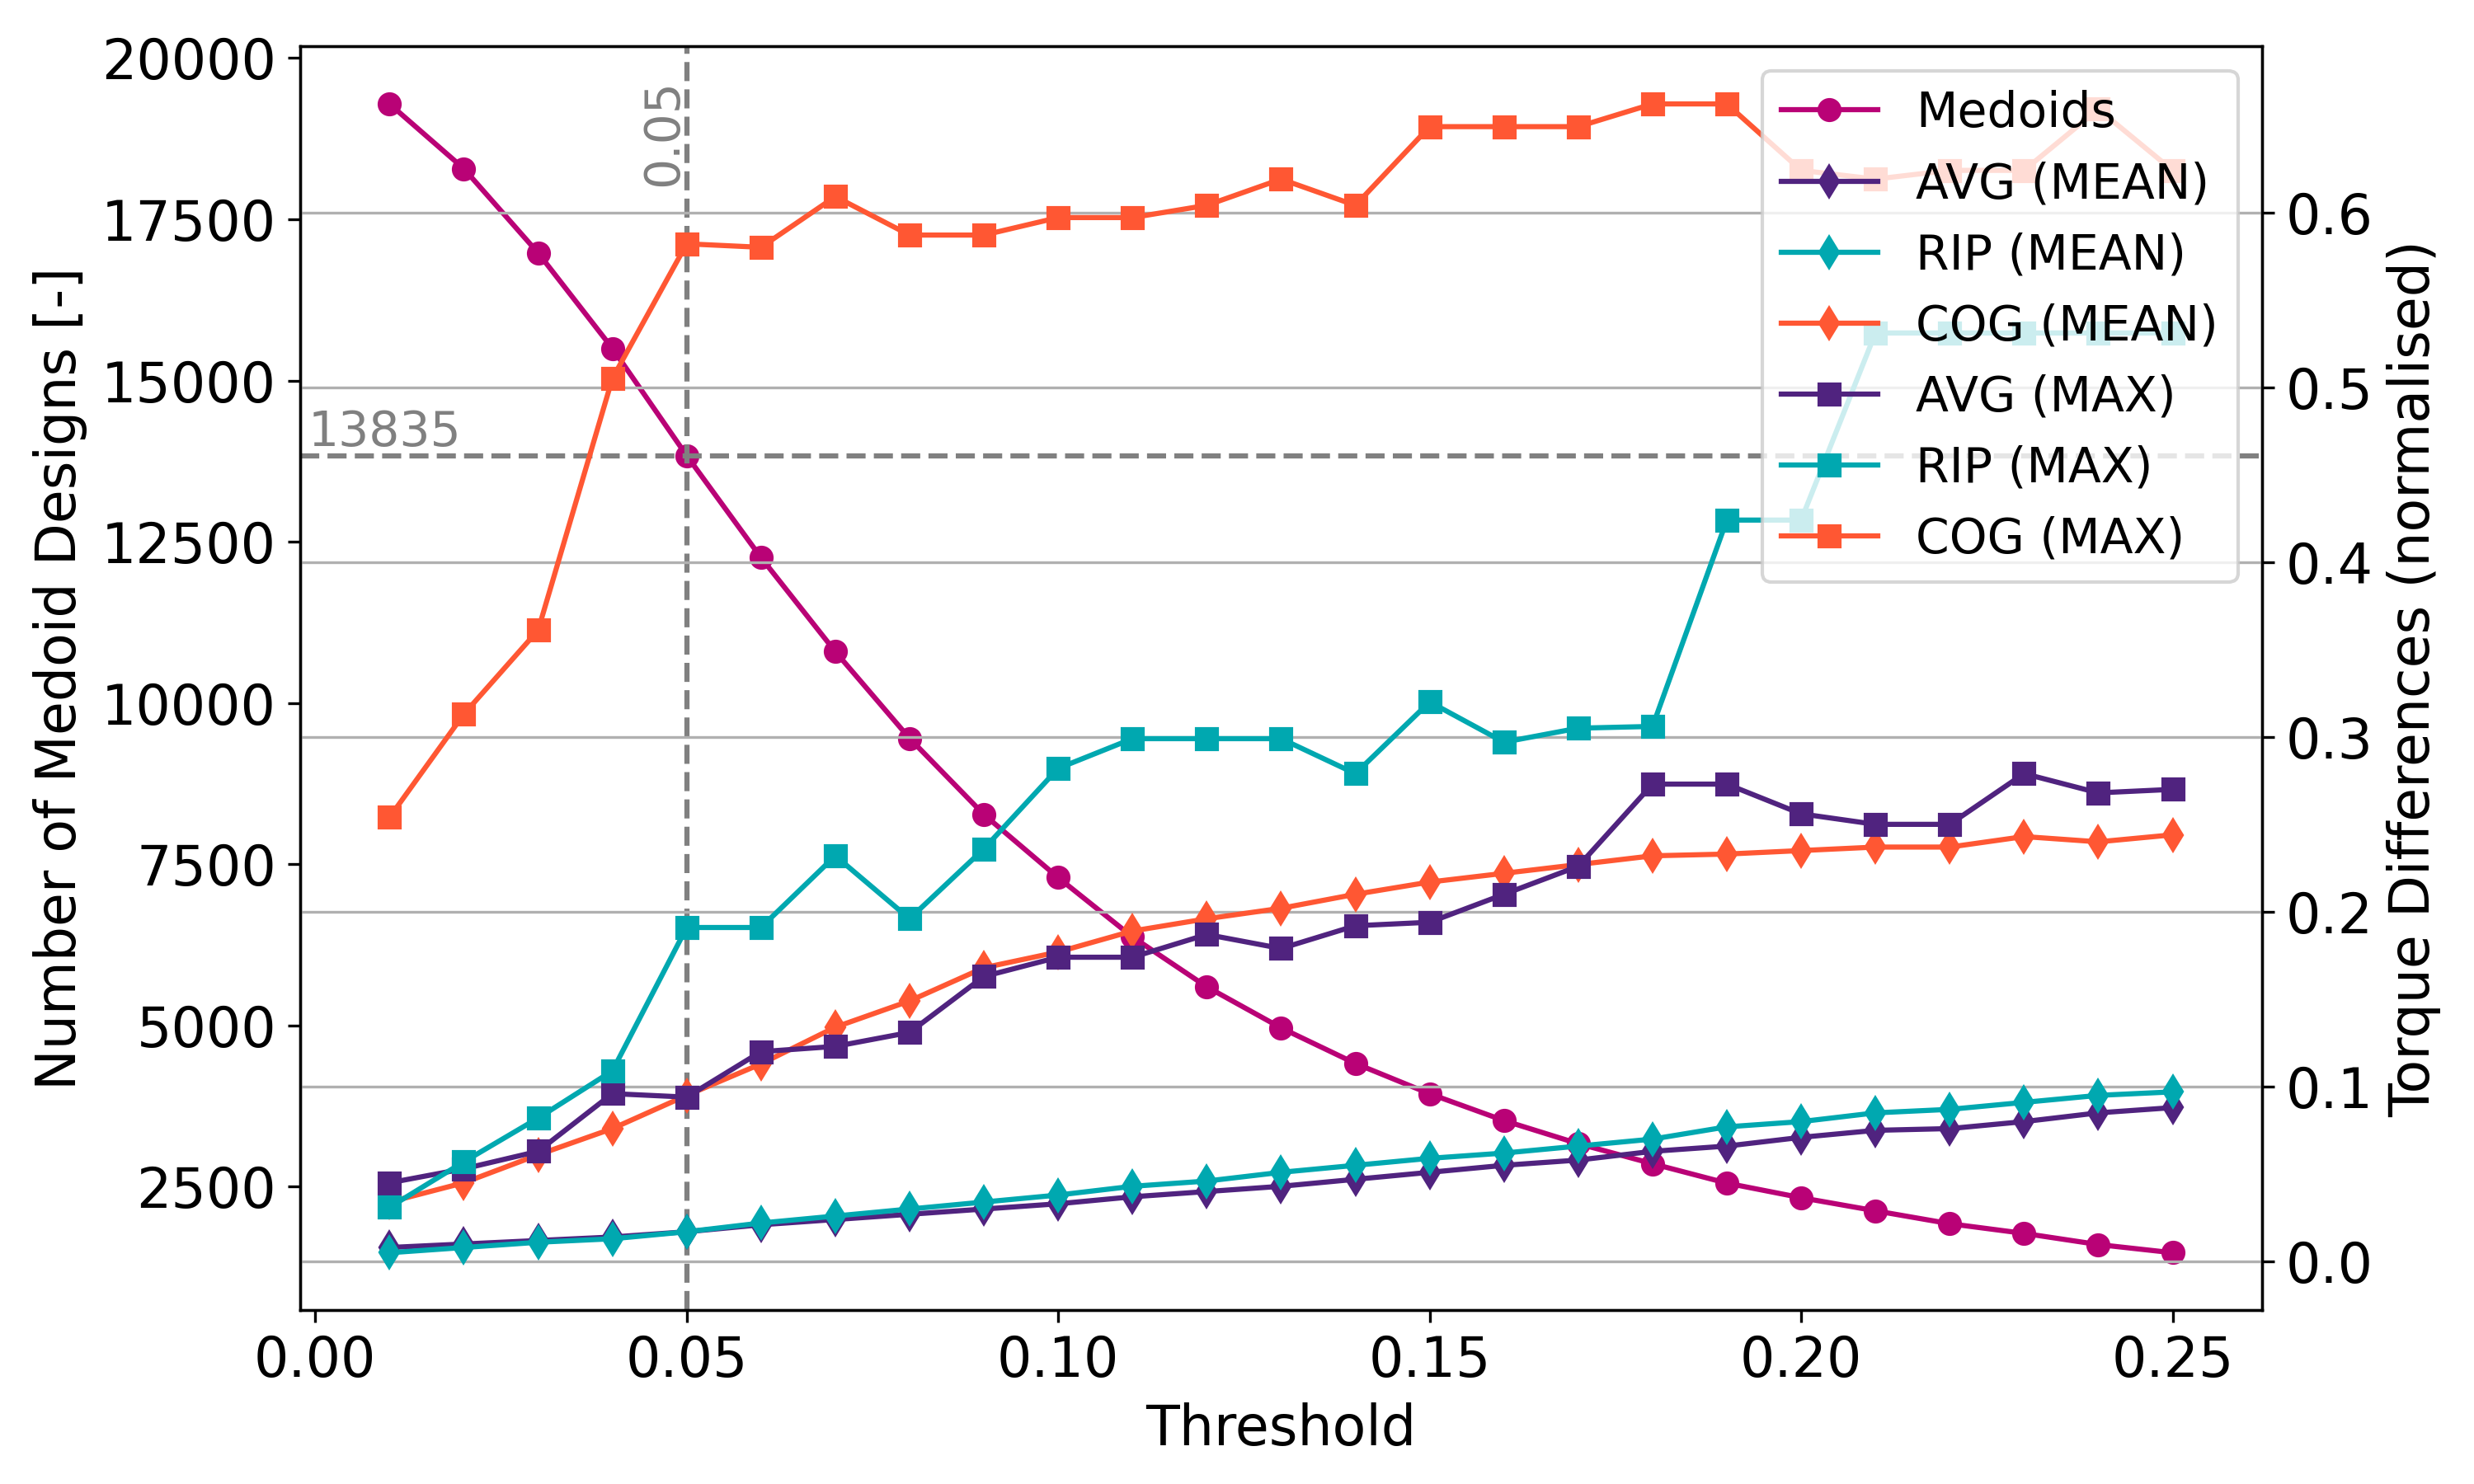 Number of Medoid Designs [-]
20000
17500
15000
12500
10000
7500
5000
2500
0.05
13835
Medoids
AVG (MEAN)
RIP (MEAN)
COG (MEAN)
AVG (MAX)
RIP (MAX)
COG (MAX)
0.6
0.5
0.4
0.3
0.2
0.1
0.0
Torque Differences (normalised)
0.00 0.05 0.10 0.15 0.20 0.25
Threshold